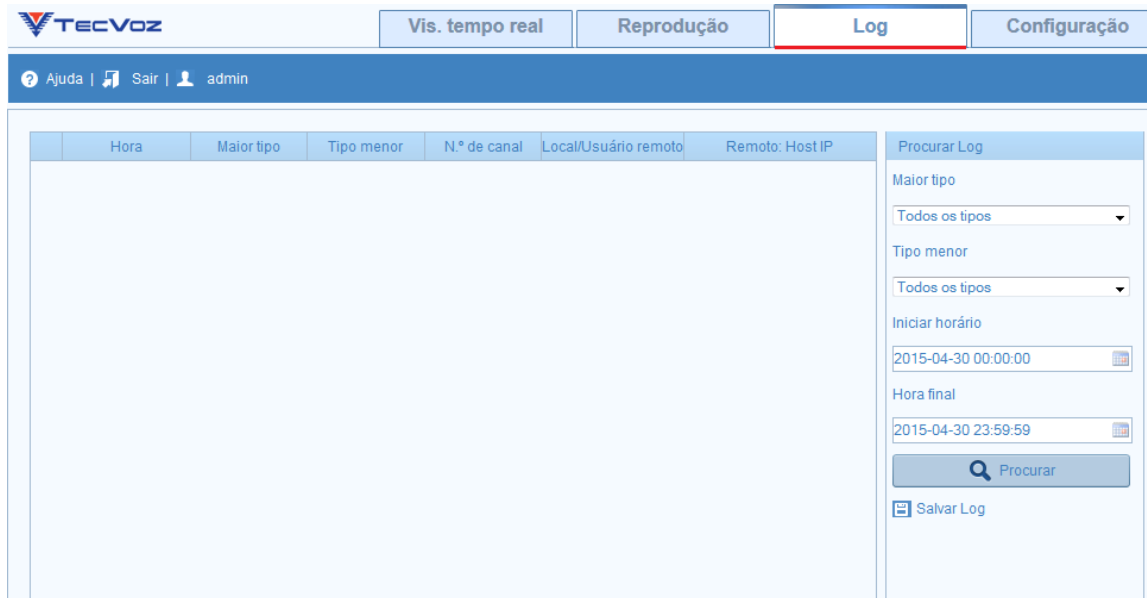 TECVOZ
Vis. tempo real
Reprodução
Log
Configuração
Ajuda | Sair | admin
Hora Maior tipo Tipo menor N.º de canal Local/Usuário remoto Remoto: Host IP
Procurar Log
Maior tipo
Todos os tipos
Tipo menor
Todos os tipos
Iniciar horário
2015-04-30 00:00:00
Hora final
2015-04-30 23:59:59
Procurar
Salvar Log